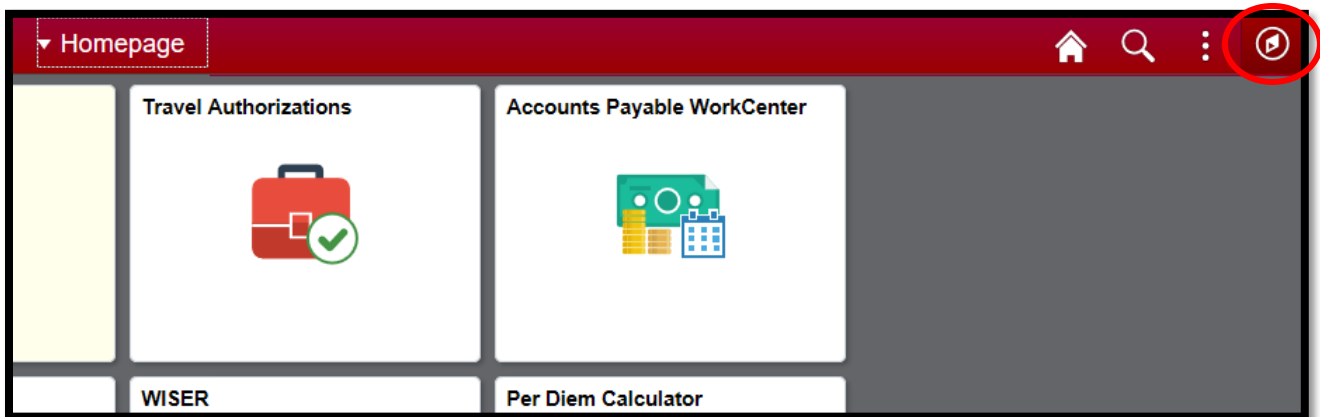 Homepage
Travel Authorizations
Accounts Payable WorkCenter
WISER
Per Diem Calculator